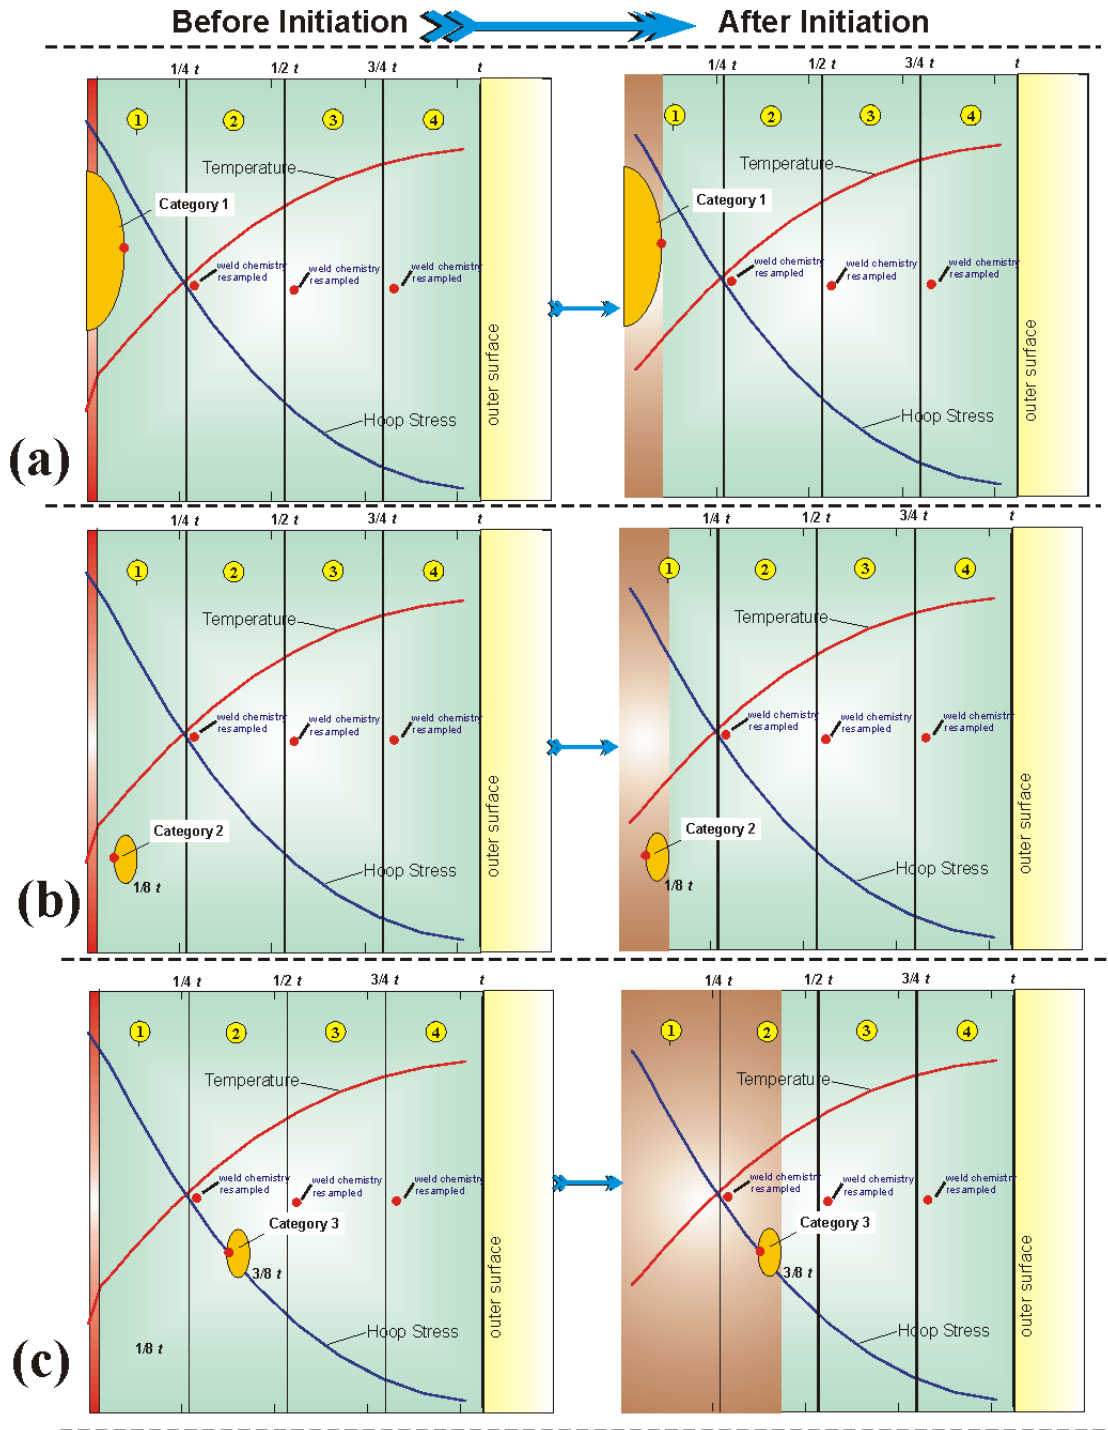 Before Initiation After Initiation
1/4 t 1/2 t 3/4 t t
1/4 t 1/2 t 3/4 t t
1 2 3 4
1 2 3 4
Temperature
Temperature
Category 1
Category 1
weld chemistry
resampled
weld chemistry
resampled
weld chemistry
resampled
weld chemistry
resampled
weld chemistry
resampled
weld chemistry
resampled
Hoop Stress
Hoop Stress
outer surface
outer surface
(a)
1/4 t 1/2 t 3/4 t t
1/4 t 1/2 t 3/4 t t
1 2 3 4
1 2 3 4
Temperature
Temperature
weld chemistry
resampled
weld chemistry
resampled
weld chemistry
resampled
weld chemistry
resampled
weld chemistry
resampled
weld chemistry
resampled
Category 2
Category 2
1/8 t
1/8 t
Hoop Stress
Hoop Stress
outer surface
outer surface
(b)
1/4 t 1/2 t 3/4 t t
1/4 t 1/2 t 3/4 t t
1 2 3 4
1 2 3 4
Temperature
Temperature
weld chemistry
resampled
weld chemistry
resampled
weld chemistry
resampled
weld chemistry
resampled
weld chemistry
resampled
weld chemistry
resampled
Category 3
Category 3
3/8 t
3/8 t
Hoop Stress
Hoop Stress
1/8 t
outer surface
outer surface
(c)